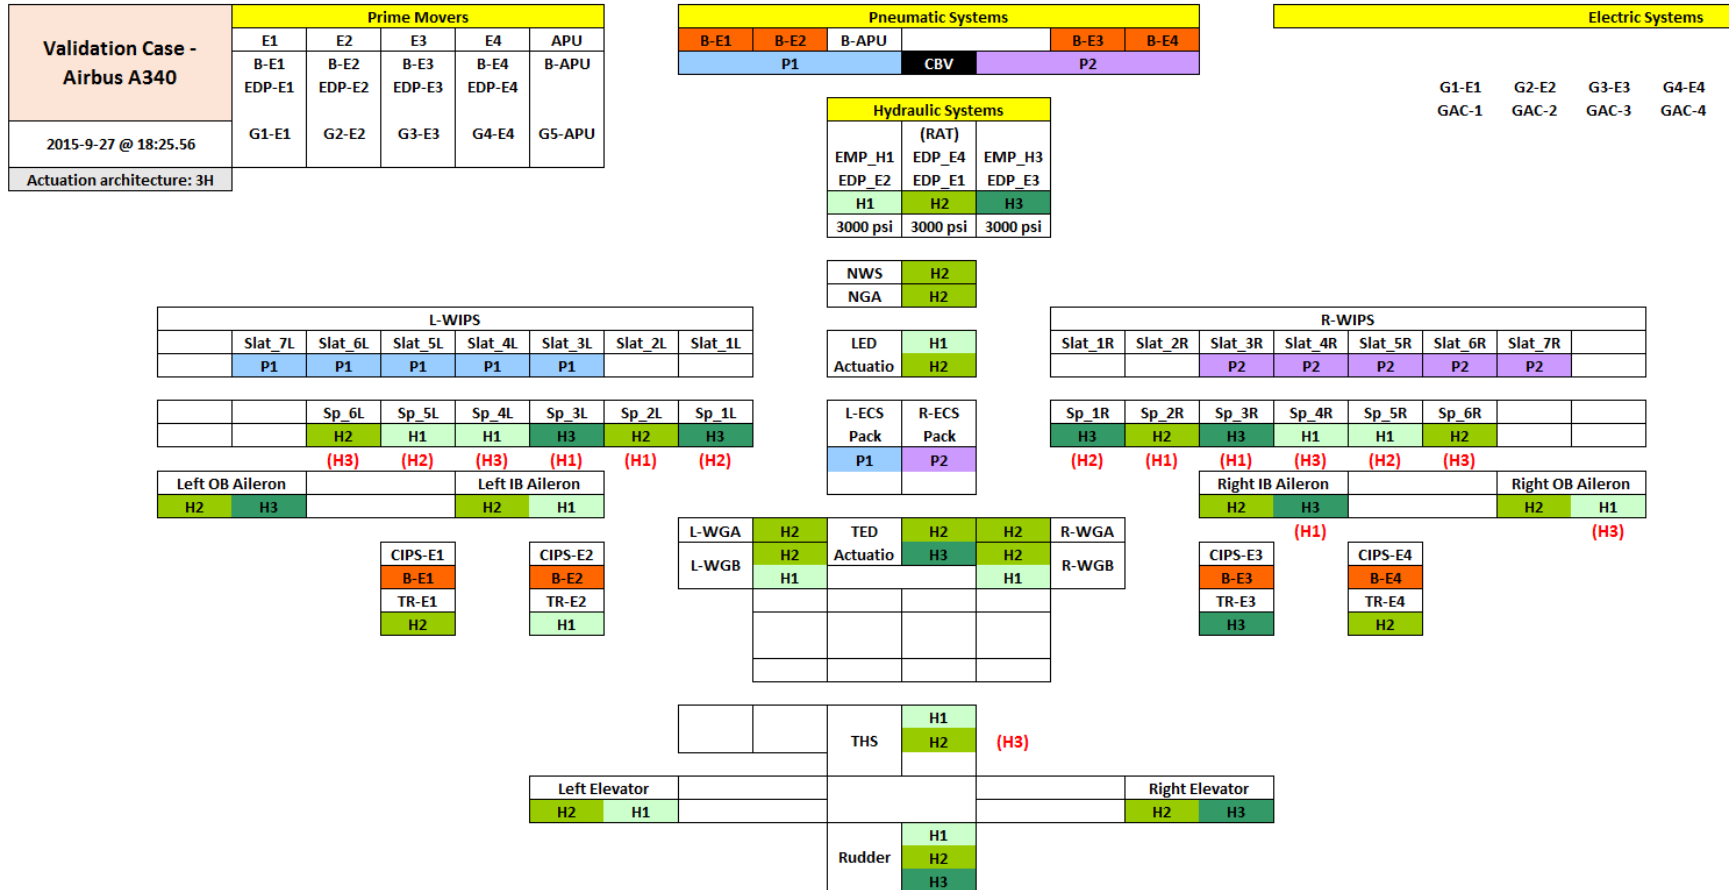 Validation Case -
Airbus A340
2015-9-27 @ 18:25.56
Actuation architecture: 3H
Prime Movers
E1 E2 E3 E4 APU
B-E1 B-E2 B-E3 B-E4 B-APU
EDP-E1 EDP-E2 EDP-E3 EDP-E4
G1-E1 G2-E2 G3-E3 G4-E4 G5-APU
Pneumatic Systems
B-E1 B-E2 B-APU B-E3 B-E4
P1 CBV P2
Electric Systems
G1-E1 G2-E2 G3-E3 G4-E4
GAC-1 GAC-2 GAC-3 GAC-4
Hydraulic Systems
(RAT)
EMP_H1 EDP_E4 EMP_H3
EDP_E2 EDP_E1 EDP_E3
H1 H2 H3
3000 psi 3000 psi 3000 psi
NWS H2
NGA H2
L-WIPS
Slat_7L Slat_6L Slat_5L Slat_4L Slat_3L Slat_2L Slat_1L
P1 P1 P1 P1 P1
LED H1
Actuatio H2
R-WIPS
Slat_1R Slat_2R Slat_3R Slat_4R Slat_5R Slat_6R Slat_7R
P2 P2 P2 P2 P2
Sp_6L Sp_5L Sp_4L Sp_3L Sp_2L Sp_1L
H2 H1 H1 H3 H2 H3
(H3) (H2) (H3) (H1) (H1) (H2)
L-ECS R-ECS
Pack Pack
P1 P2
Sp_1R Sp_2R Sp_3R Sp_4R Sp_5R Sp_6R
H3 H2 H3 H1 H1 H2
(H2) (H1) (H1) (H3) (H2) (H3)
Left OB Aileron Left IB Aileron
H2 H3 H2 H1
Right IB Aileron Right OB Aileron
H2 H3 H2 H1
(H1) (H3)
L-WGA H2 TED H2 H2 R-WGA
L-WGB H2 Actuatio H3 H2 R-WGB
H1 H1
CIPS-E1 CIPS-E2
B-E1 B-E2
TR-E1 TR-E2
H2 H1
CIPS-E3 CIPS-E4
B-E3 B-E4
TR-E3 TR-E4
H3 H2
H1
THS H2 (H3)
Left Elevator Right Elevator
H2 H1 H2 H3
H1
Rudder H2
H3